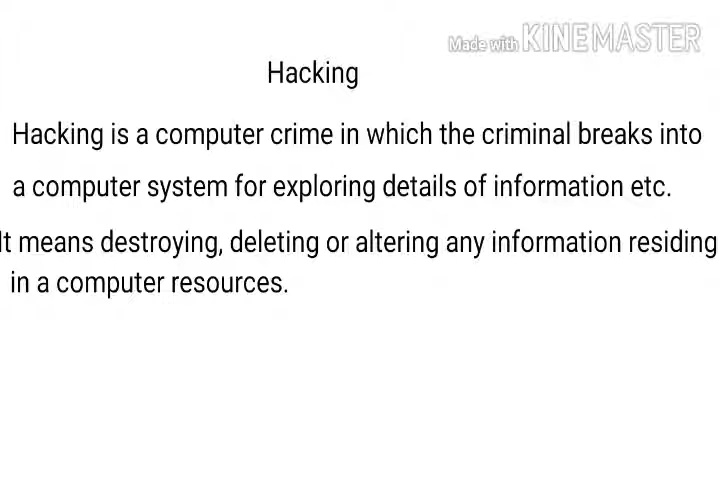 Made with KINEMASTER
Hacking
Hacking is a computer crime in which the criminal breaks into
a computer system for exploring details of information etc.
It means destroying, deleting or altering any information residing
in a computer resources.